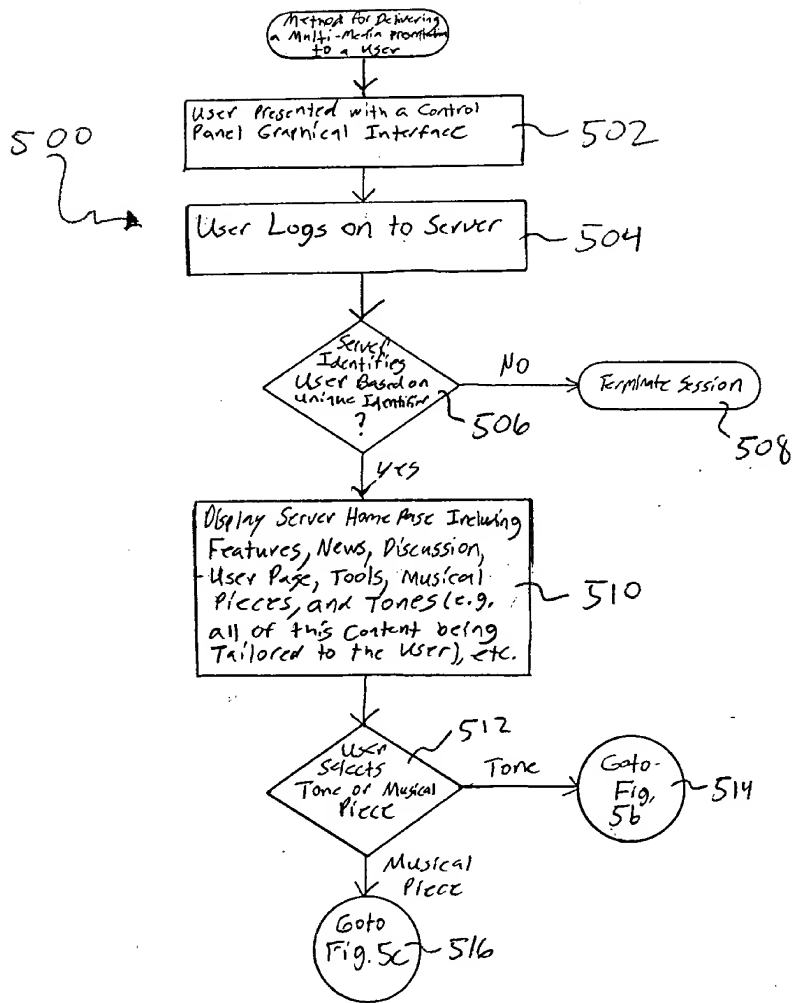 Method for Delivering
a Multi-Media Promotion
to a User
User Presented with a Control
Panel Graphical Interface
502
500
User Logs on to Server
504
Server
Identifies
User Based on
Unique Identifier
?
506
NO
Terminate Session
508
Yes
Display Server Home Page Including
Features, News, Discussion,
User Page, Tools, Musical
Pieces, and Tones (e.g.
all of this Content being
Tailored to the User), etc.
510
512
User
Selects
Tone or Musical
Piece
Tone
Goto
Fig.
5b
514
Musical
Piece
Goto
Fig. 5c
516